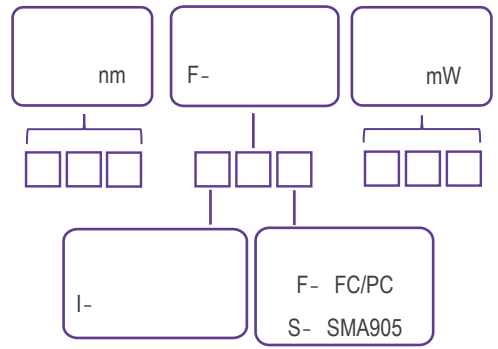 nm
F-
mW
I-
F- FC/PC
S- SMA905